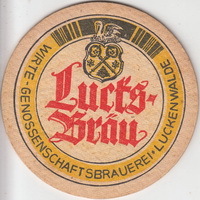 WIRTE-GENOSSENSCHAFTSBRAUEREI · LUCKENWALDE
Lucks-
Bräu